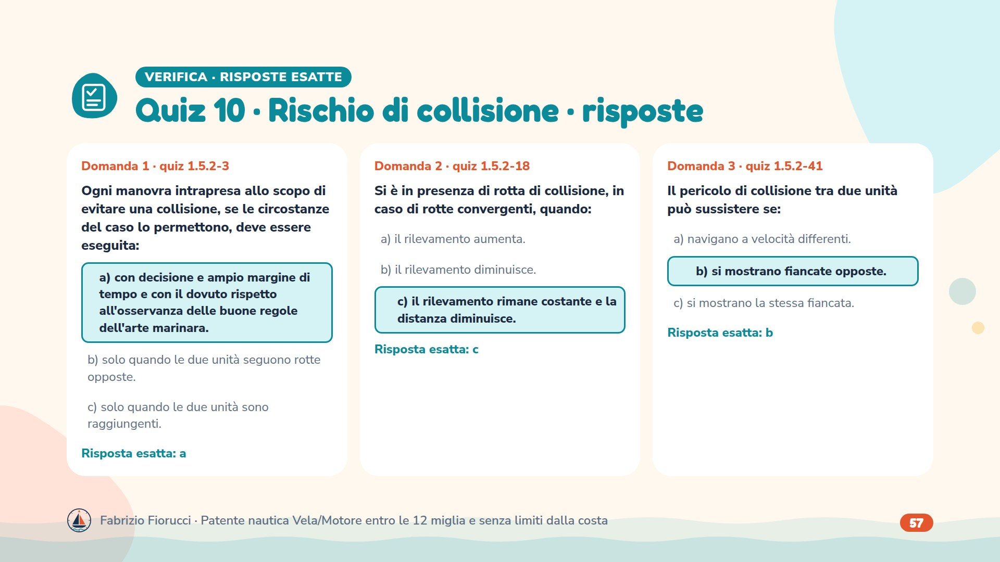 VERIFICA · RISPOSTE ESATTE
Quiz 10 · Rischio di collisione · risposte
Domanda 1 · quiz 1.5.2-3
Ogni manovra intrapresa allo scopo di
evitare una collisione, se le circostanze
del caso lo permettono, deve essere
eseguita:
a) con decisione e ampio margine di
tempo e con il dovuto rispetto
all'osservanza delle buone regole
dell'arte marinara.
b) solo quando le due unità seguono rotte
opposte.
c) solo quando le due unità sono
raggiungenti.
Risposta esatta: a
Domanda 2 · quiz 1.5.2-18
Si è in presenza di rotta di collisione, in
caso di rotte convergenti, quando:
a) il rilevamento aumenta.
b) il rilevamento diminuisce.
c) il rilevamento rimane costante e la
distanza diminuisce.
Risposta esatta: c
Domanda 3 · quiz 1.5.2-41
Il pericolo di collisione tra due unità
può sussistere se:
a) navigano a velocità differenti.
b) si mostrano fiancate opposte.
c) si mostrano la stessa fiancata.
Risposta esatta: b
Fabrizio Fiorucci · Patente nautica Vela/Motore entro le 12 miglia e senza limiti dalla costa
57